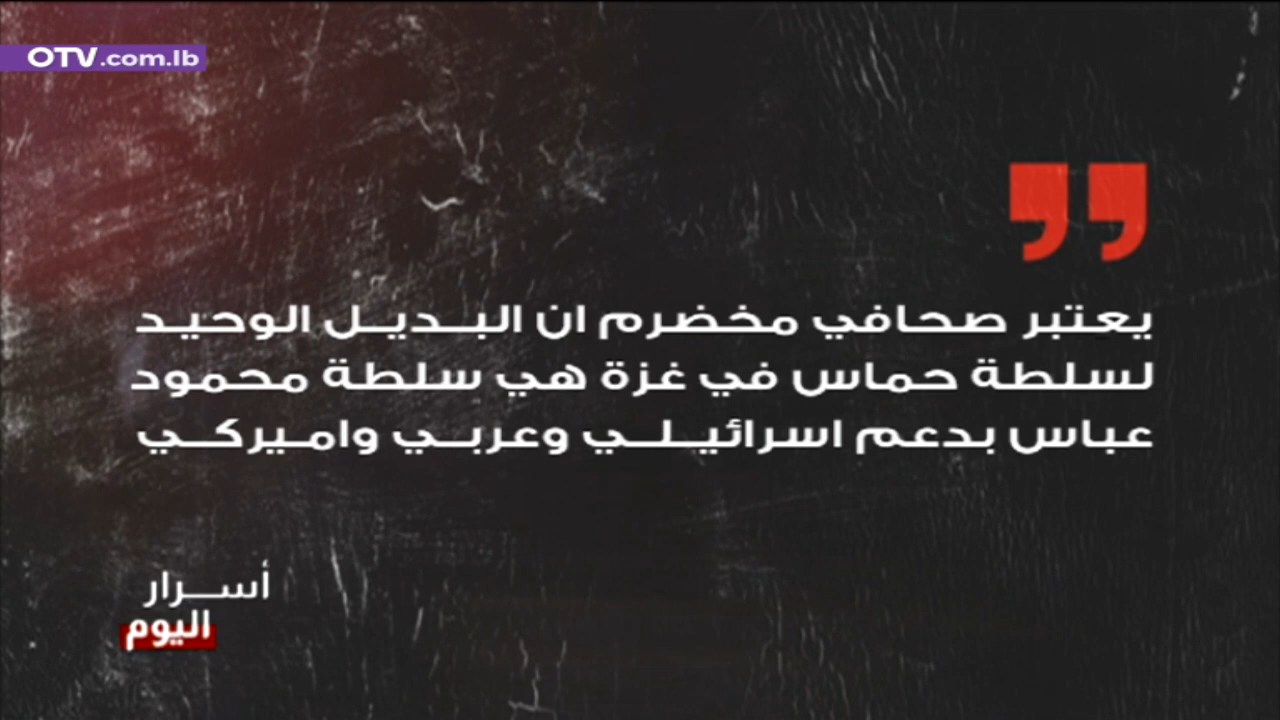 OTV.com.lb
يعتبر صحافي مخضرم ان البديل الوحيد
لسلطة حماس في غزة هي سلطة محمود
عباس بدعم اسرائيلي وعربي واميركي
أسرار
اليوم